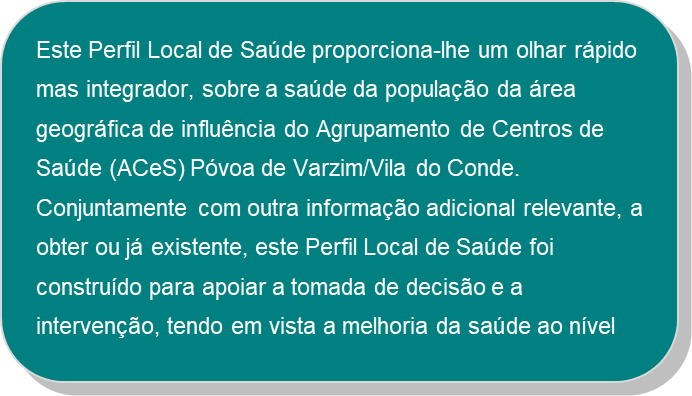 Este Perfil Local de Saúde proporciona-lhe um olhar rápido
mas integrador, sobre a saúde da população da área
geográfica de influência do Agrupamento de Centros de
Saúde (ACeS) Póvoa de Varzim/Vila do Conde.
Conjuntamente com outra informação adicional relevante, a
obter ou já existente, este Perfil Local de Saúde foi
construído para apoiar a tomada de decisão e a
intervenção, tendo em vista a melhoria da saúde ao nível